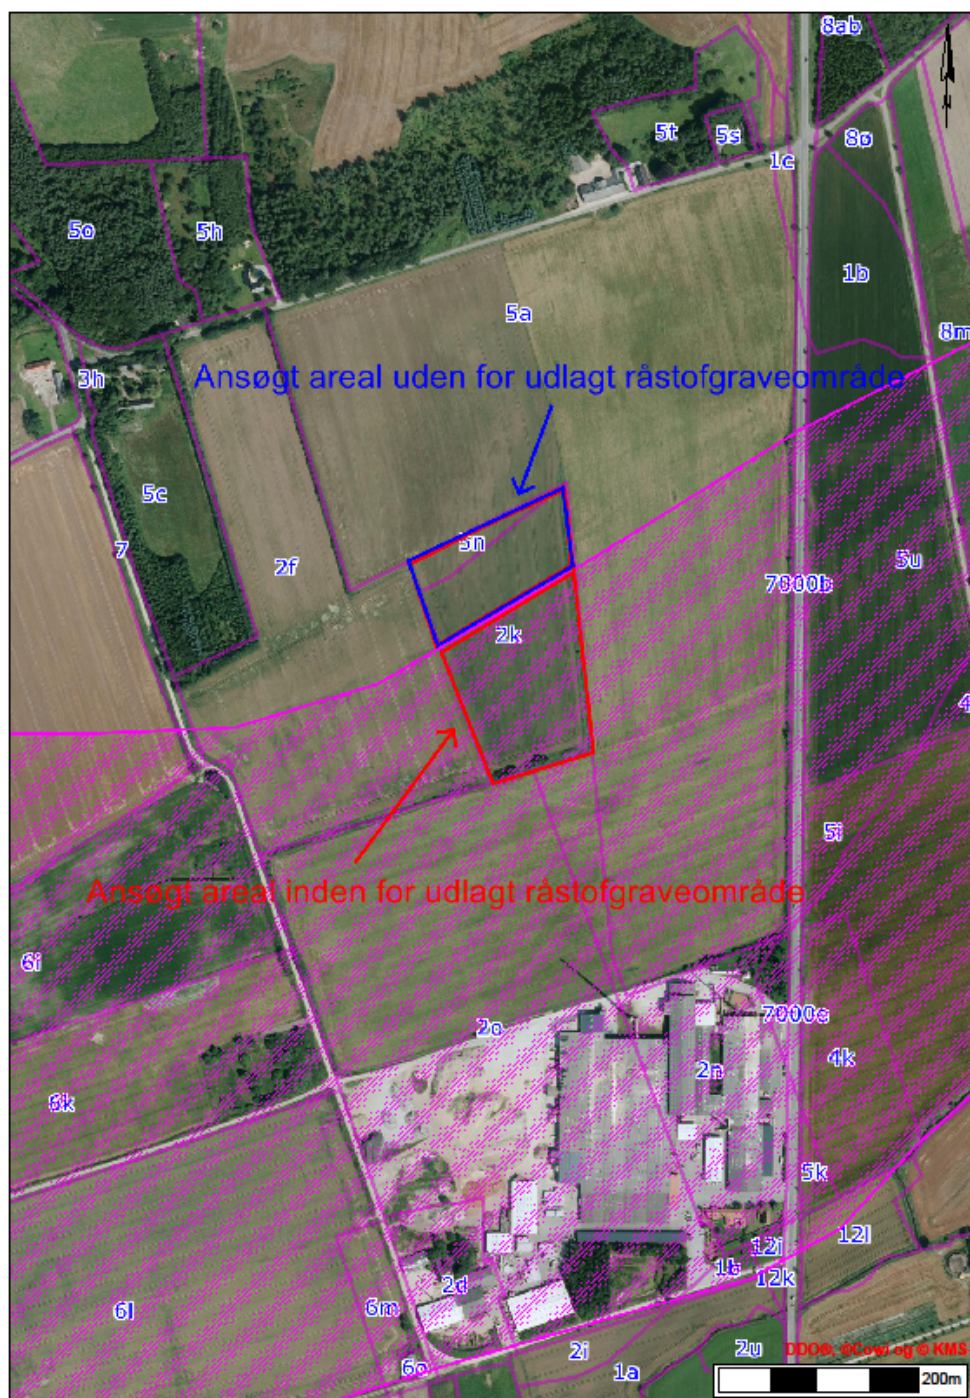 8ab
5t
5s
8ø
1c
5o
5h
1b
5a
8m
3h
Ansøgt areal uden for udlagt råstofgraveområde
5c
5n
7
2f
5u
7000b
2k
4
5i
Ansøgt areal inden for udlagt råstofgraveområde
6i
2o
7000e
2n
4k
6k
5k
12l
12i
1b
12k
2d
6m
6l
2i
2u
DDO®, ©Cowi og © KMS
6o
1a
200m